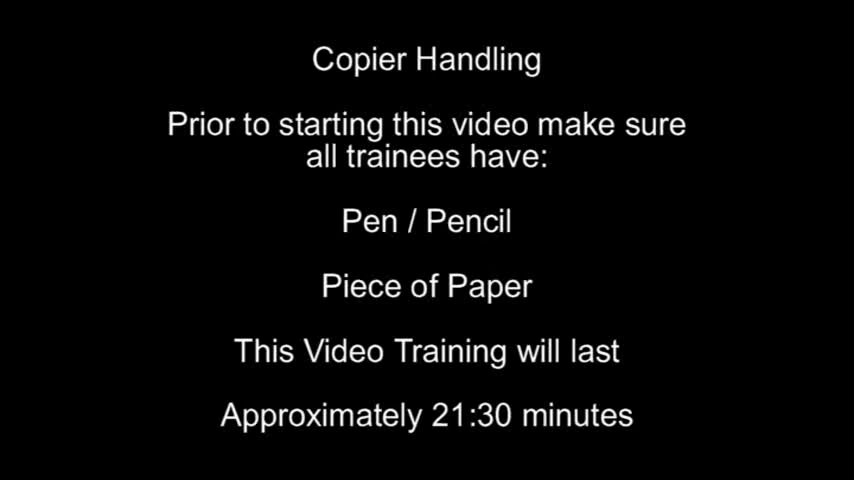 Copier Handling
Prior to starting this video make sure
all trainees have:
Pen / Pencil
Piece of Paper
This Video Training will last
Approximately 21:30 minutes